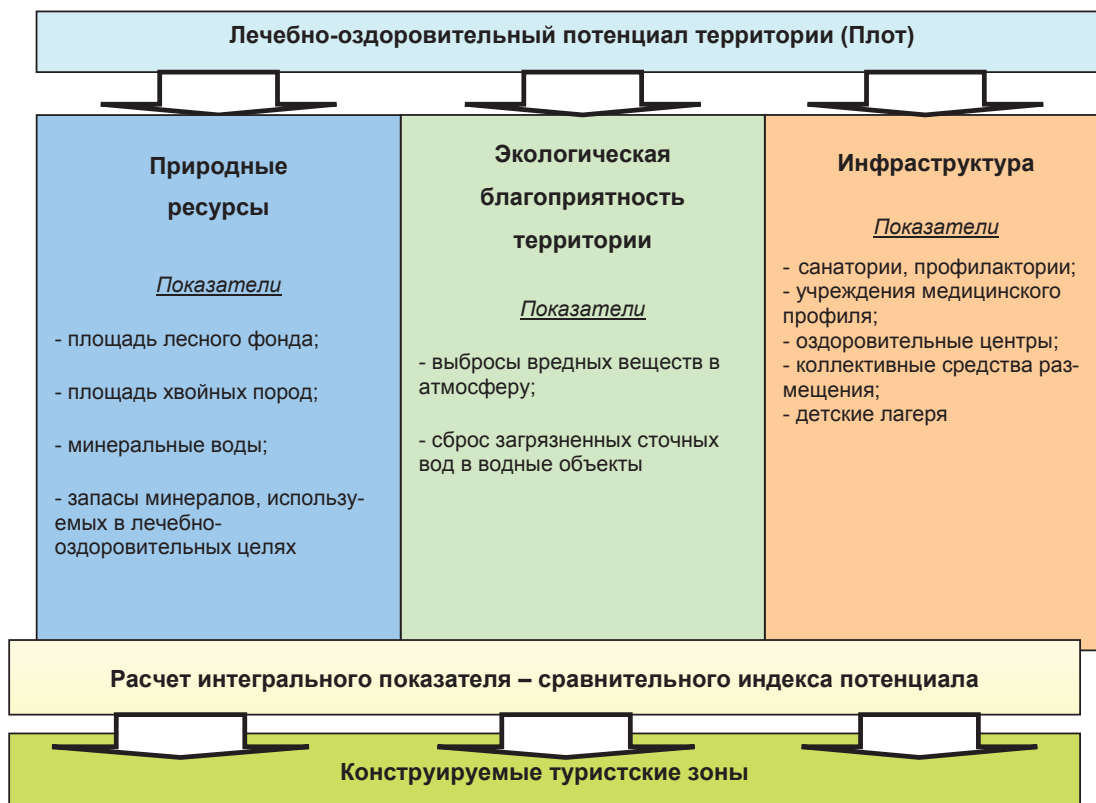 Лечебно-оздоровительный потенциал территории (Плот)
Природные
ресурсы
Показатели
- площадь лесного фонда;
- площадь хвойных пород;
- минеральные воды;
- запасы минералов, использу-
емых в лечебно-
оздоровительных целях
Экологическая
благоприятность
территории
Показатели
- выбросы вредных веществ в
атмосферу;
- сброс загрязненных сточных
вод в водные объекты
Инфраструктура
Показатели
- санатории, профилактории;
- учреждения медицинского
профиля;
- оздоровительные центры;
- коллективные средства раз-
мещения;
- детские лагеря
Расчет интегрального показателя – сравнительного индекса потенциала
Конструируемые туристские зоны